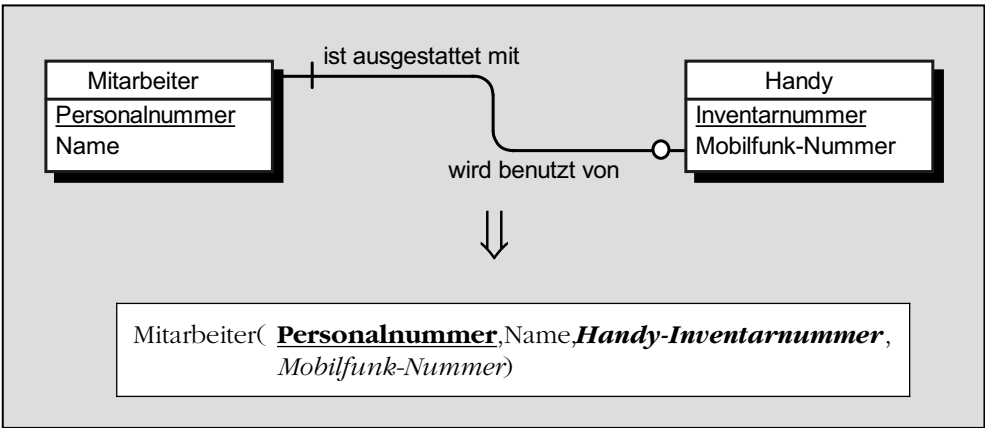 ist ausgestattet mit
Mitarbeiter
Personalnummer
Name
Handy
Inventarnummer
Mobilfunk-Nummer
wird benutzt von
Mitarbeiter( Personalnummer,Name,Handy-Inventarnummer,
Mobilfunk-Nummer)